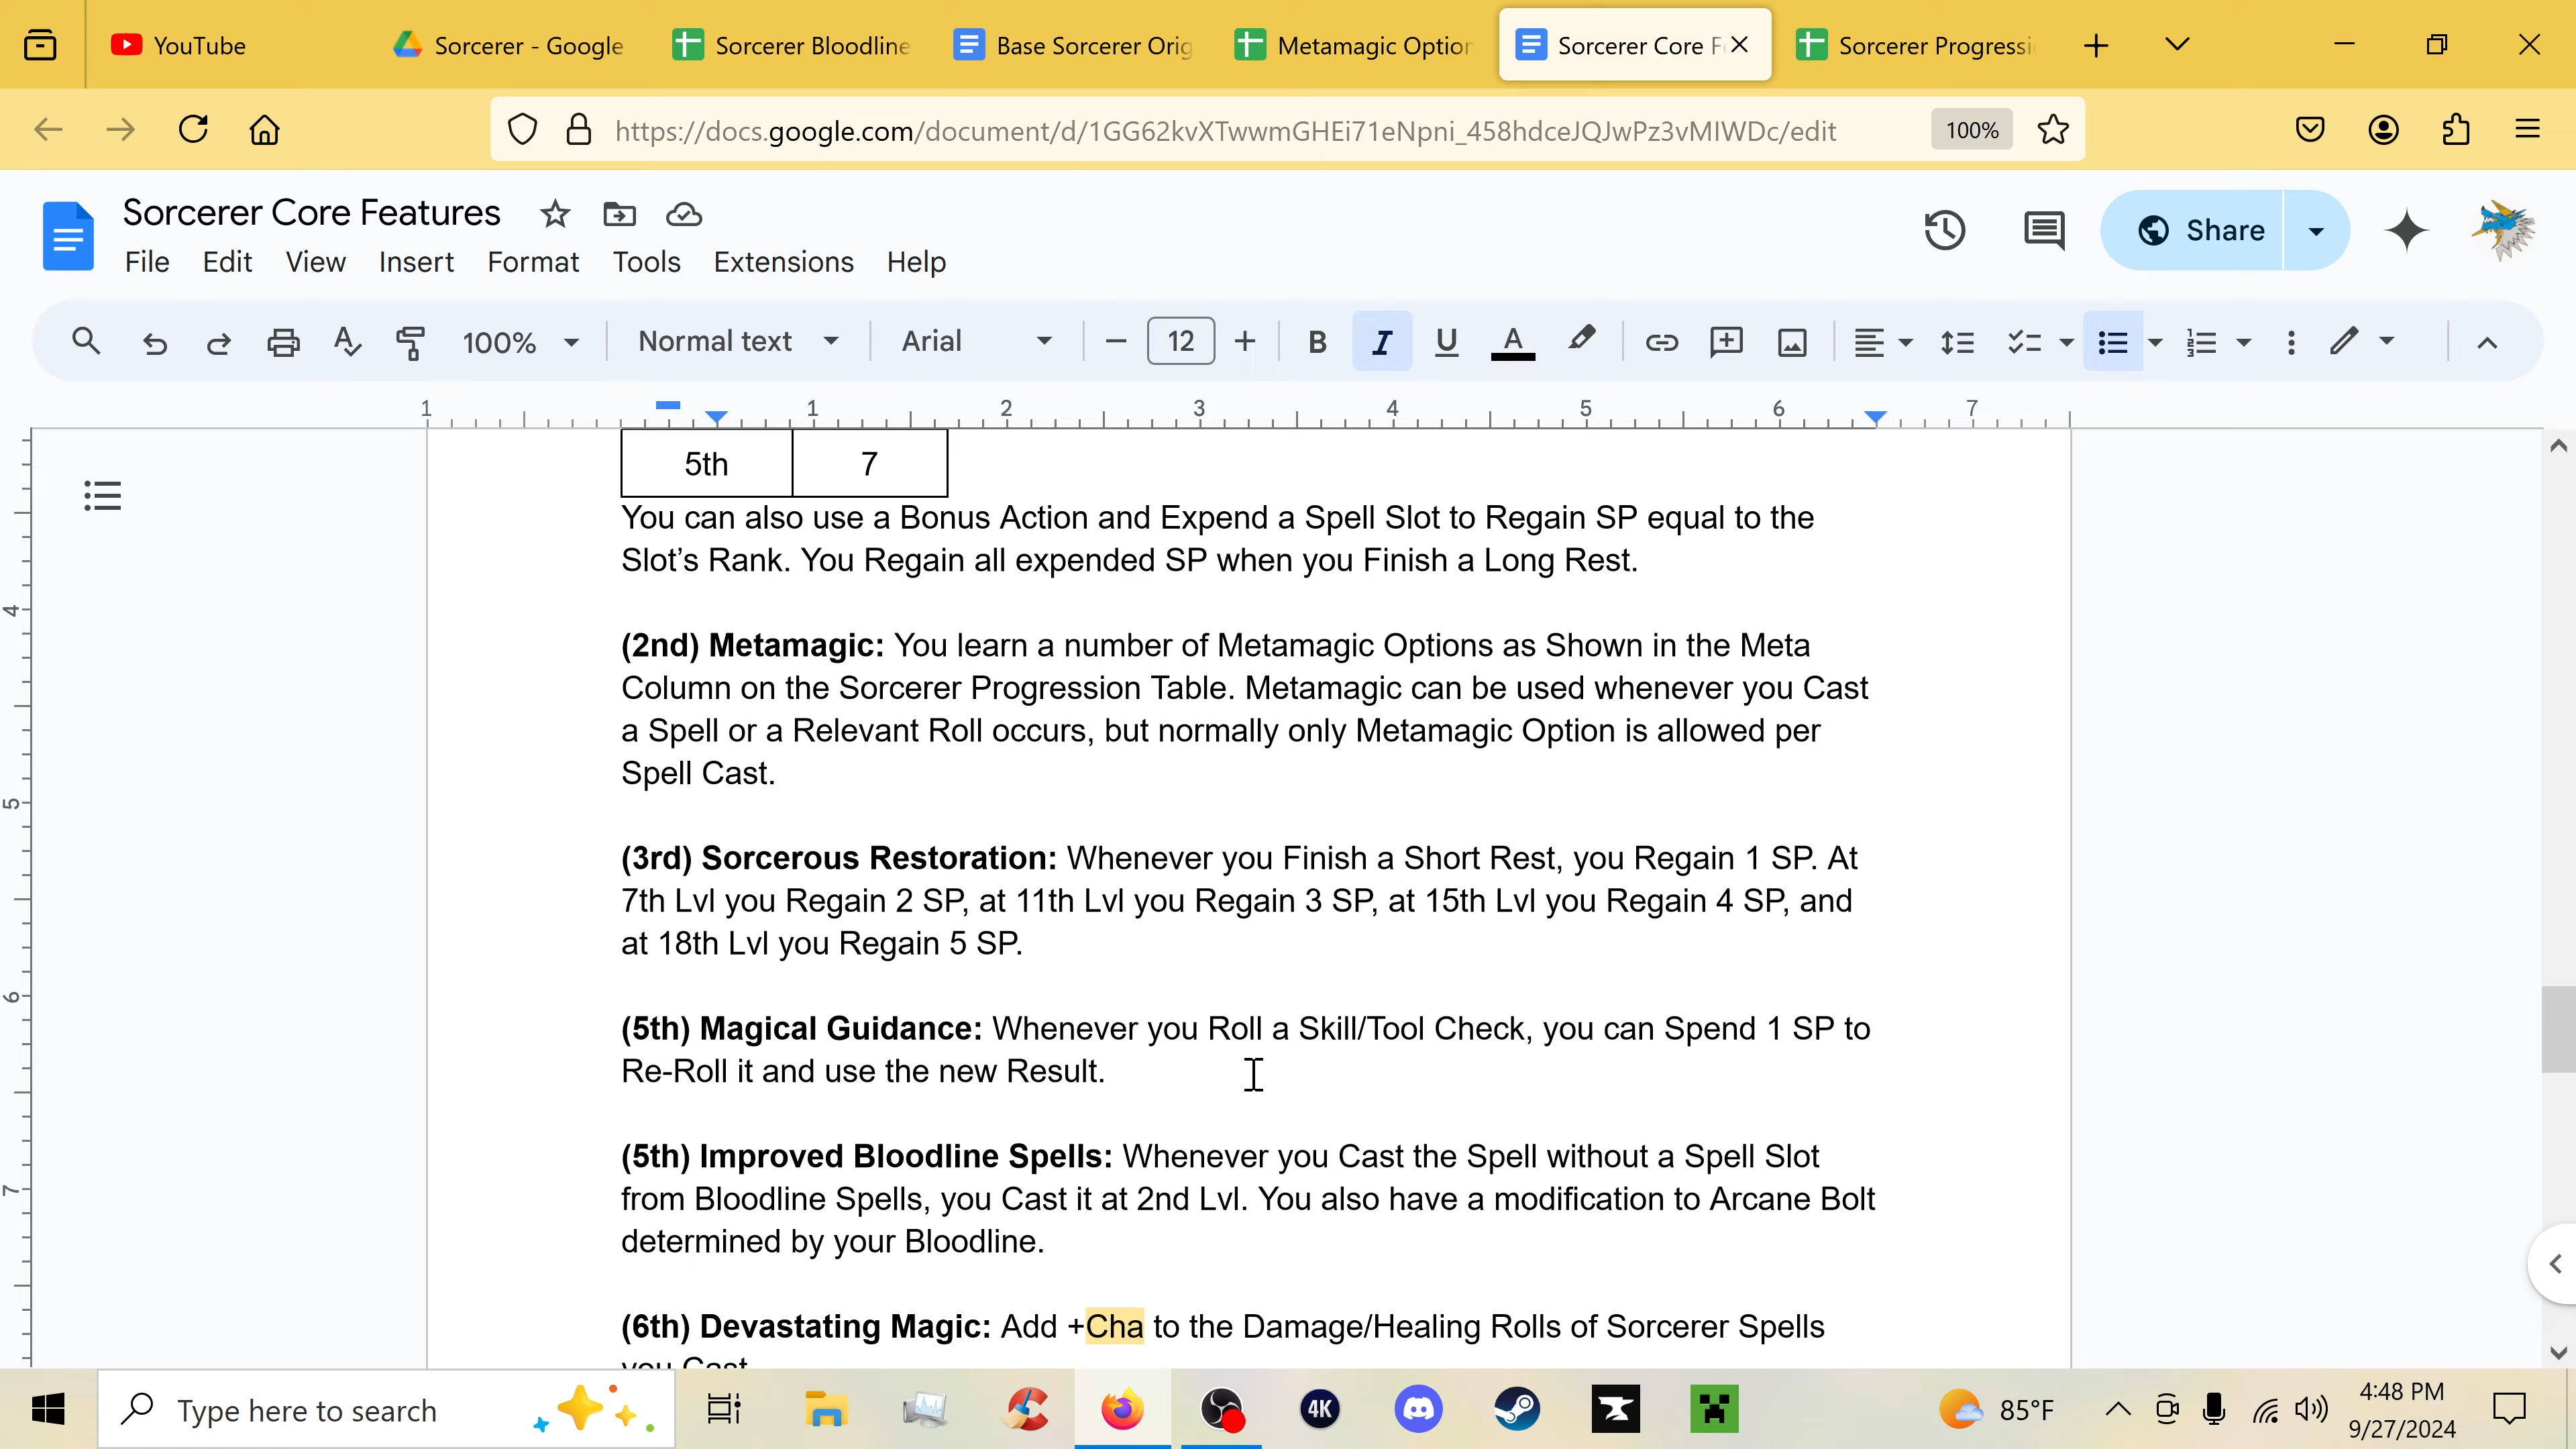 YouTube
Sorcerer - Google
Sorcerer Bloodline
Base Sorcerer Orig
Metamagic Option
Sorcerer Core F
Sorcerer Progressi
https://docs.google.com/document/d/1GG62kvXTwwmGHEi71eNpni_458hdceJQJwPz3vMIWDc/edit
100%
Sorcerer Core Features
Share
File Edit View Insert Format Tools Extensions Help
100% Normal text Arial 12
1 1 2 3 4 5 6 7
5th 7
You can also use a Bonus Action and Expend a Spell Slot to Regain SP equal to the
Slot's Rank. You Regain all expended SP when you Finish a Long Rest.
4
(2nd) Metamagic: You learn a number of Metamagic Options as Shown in the Meta
Column on the Sorcerer Progression Table. Metamagic can be used whenever you Cast
a Spell or a Relevant Roll occurs, but normally only Metamagic Option is allowed per
Spell Cast.
5
(3rd) Sorcerous Restoration: Whenever you Finish a Short Rest, you Regain 1 SP. At
7th Lvl you Regain 2 SP, at 11th Lvl you Regain 3 SP, at 15th Lvl you Regain 4 SP, and
at 18th Lvl you Regain 5 SP.
6
(5th) Magical Guidance: Whenever you Roll a Skill/Tool Check, you can Spend 1 SP to
Re-Roll it and use the new Result.
(5th) Improved Bloodline Spells: Whenever you Cast the Spell without a Spell Slot
7
from Bloodline Spells, you Cast it at 2nd Lvl. You also have a modification to Arcane Bolt
determined by your Bloodline.
(6th) Devastating Magic: Add +Cha to the Damage/Healing Rolls of Sorcerer Spells
you Cast
Type here to search
4K
85°F
4:48 PM
9/27/2024